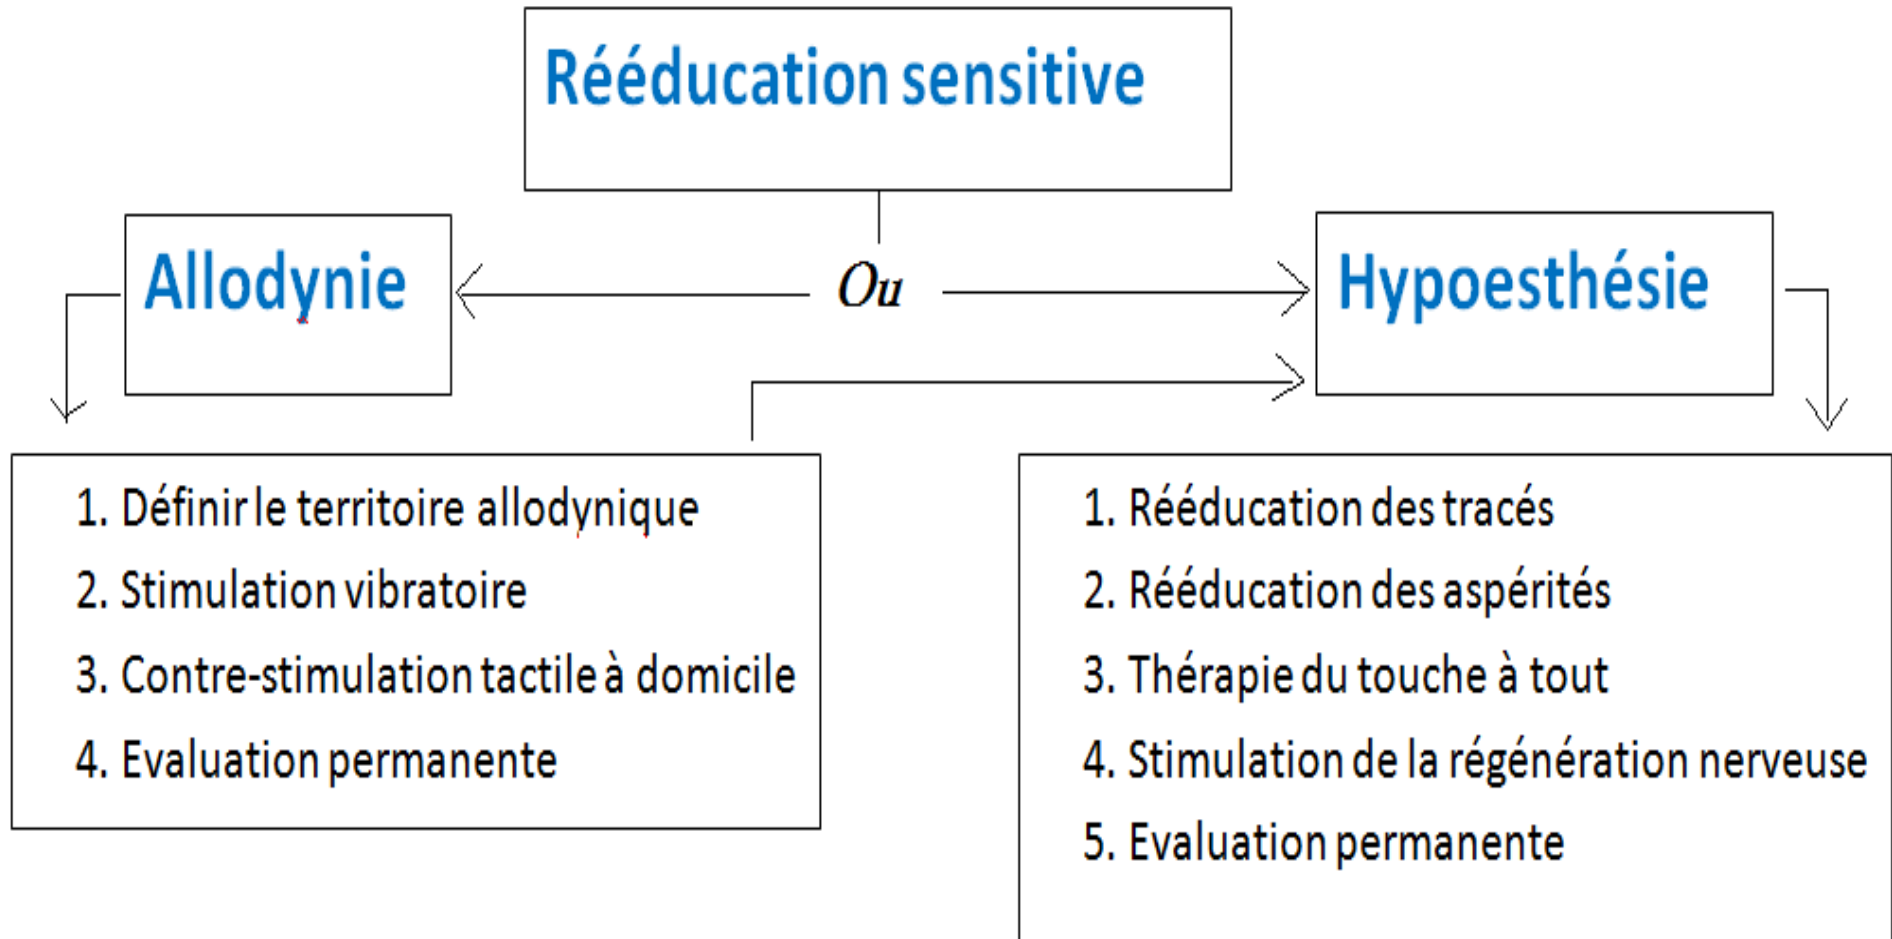 Rééducation sensitive
Allodynie
Ou
Hypoesthésie
1. Définir le territoire allodynique
2. Stimulation vibratoire
3. Contre-stimulation tactile à domicile
4. Evaluation permanente
1. Rééducation des tracés
2. Rééducation des aspérités
3. Thérapie du touche à tout
4. Stimulation de la régénération nerveuse
5. Evaluation permanente